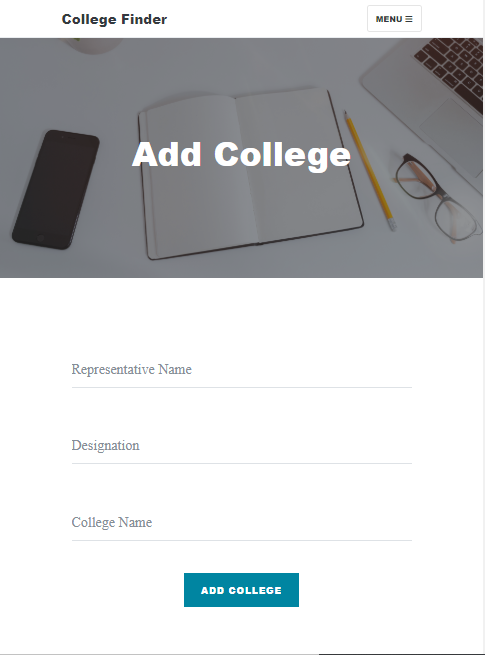 College Finder
MENU ☰
Add College
Representative Name
Designation
College Name
ADD COLLEGE